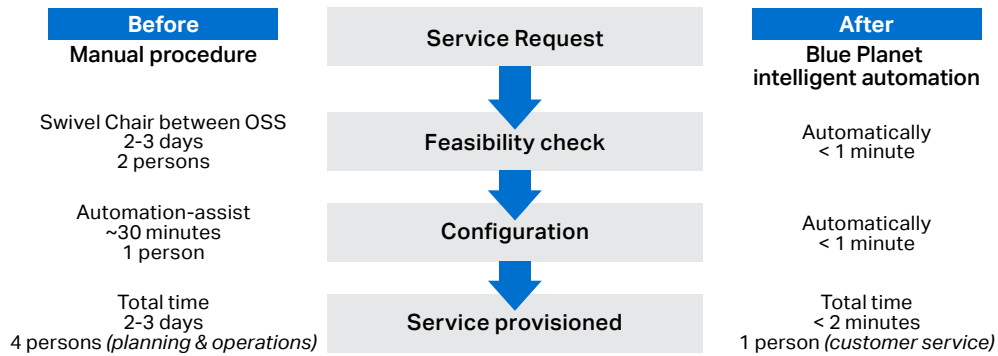 Before
Manual procedure
Service Request
After
Blue Planet
intelligent automation
Swivel Chair between OSS
2-3 days
2 persons
Feasibility check
Automatically
< 1 minute
Automation-assist
~30 minutes
1 person
Configuration
Automatically
< 1 minute
Total time
2-3 days
4 persons (planning & operations)
Service provisioned
Total time
< 2 minutes
1 person (customer service)